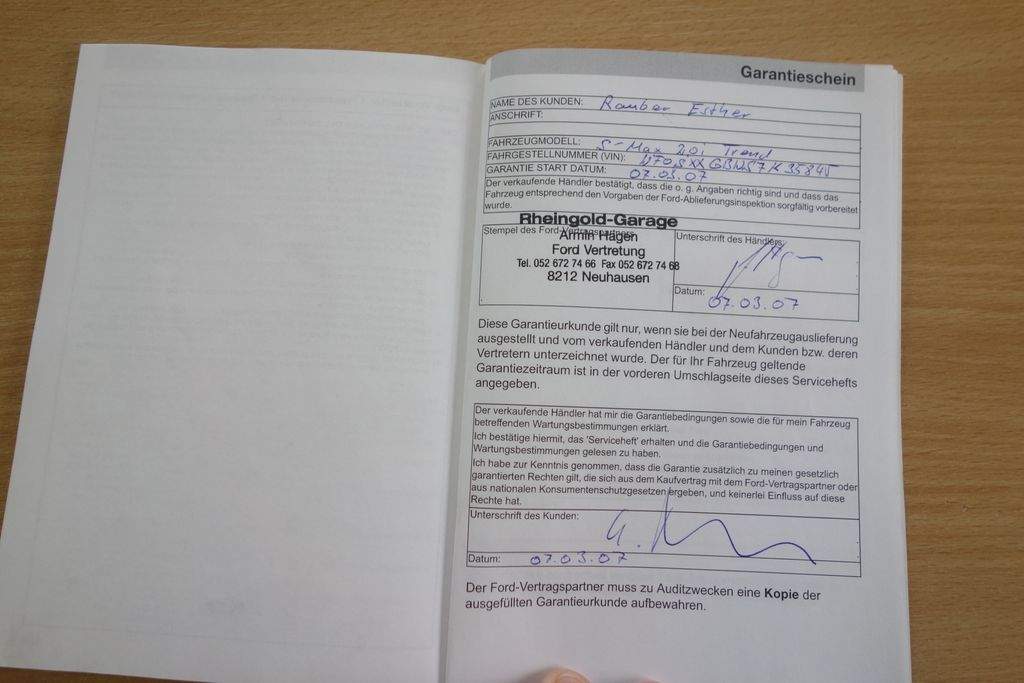 Garantieschein
NAME DES KUNDEN: Rauber Esther
ANSCHRIFT:
FAHRZEUGMODELL: S-Max 2.0i Trend
FAHRGESTELLNUMMER (VIN):
GARANTIE START DATUM: 07.03.07
Der verkaufende Händler bestätigt, dass die o. g. Angaben richtig sind und dass das
Fahrzeug entsprechend den Vorgaben der Ford-Ablieferungsinspektion sorgfältig vorbereitet
wurde.
Rheingold-Garage
Stempel des Ford-Vertragspartners
Armin Hagen
Ford Vertretung
Tel. 052 672 74 66 Fax 052 672 74 68
8212 Neuhausen
Unterschrift des Händlers:
Datum: 07.03.07
Diese Garantieurkunde gilt nur, wenn sie bei der Neufahrzeugauslieferung
ausgestellt und vom verkaufenden Händler und dem Kunden bzw. deren
Vertretern unterzeichnet wurde. Der für Ihr Fahrzeug geltende
Garantiezeitraum ist in der vorderen Umschlagseite dieses Servicehefts
angegeben.
Der verkaufende Händler hat mir die Garantiebedingungen sowie die für mein Fahrzeug
betreffenden Wartungsbestimmungen erklärt.
Ich bestätige hiermit, das 'Serviceheft' erhalten und die Garantiebedingungen und
Wartungsbestimmungen gelesen zu haben.
Ich habe zur Kenntnis genommen, dass die Garantie zusätzlich zu meinen gesetzlich
garantierten Rechten gilt, die sich aus dem Kaufvertrag mit dem Ford-Vertragspartner oder
aus nationalen Konsumentenschutzgesetzen ergeben, und keinerlei Einfluss auf diese
Rechte hat.
Unterschrift des Kunden:
Datum: 07.03.07
Der Ford-Vertragspartner muss zu Auditzwecken eine Kopie der
ausgefüllten Garantieurkunde aufbewahren.